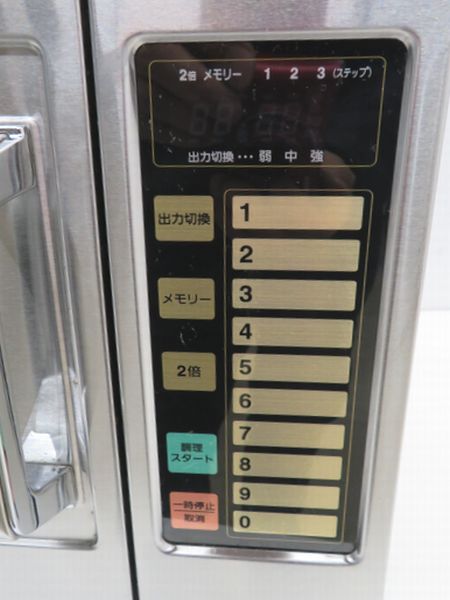 2倍 メモリー 1 2 3 (ステップ)
出力切換・・・弱 中 強
出力切換
メモリー
2倍
調理
スタート
一時停止
取消
1
2
3
4
5
6
7
8
9
0